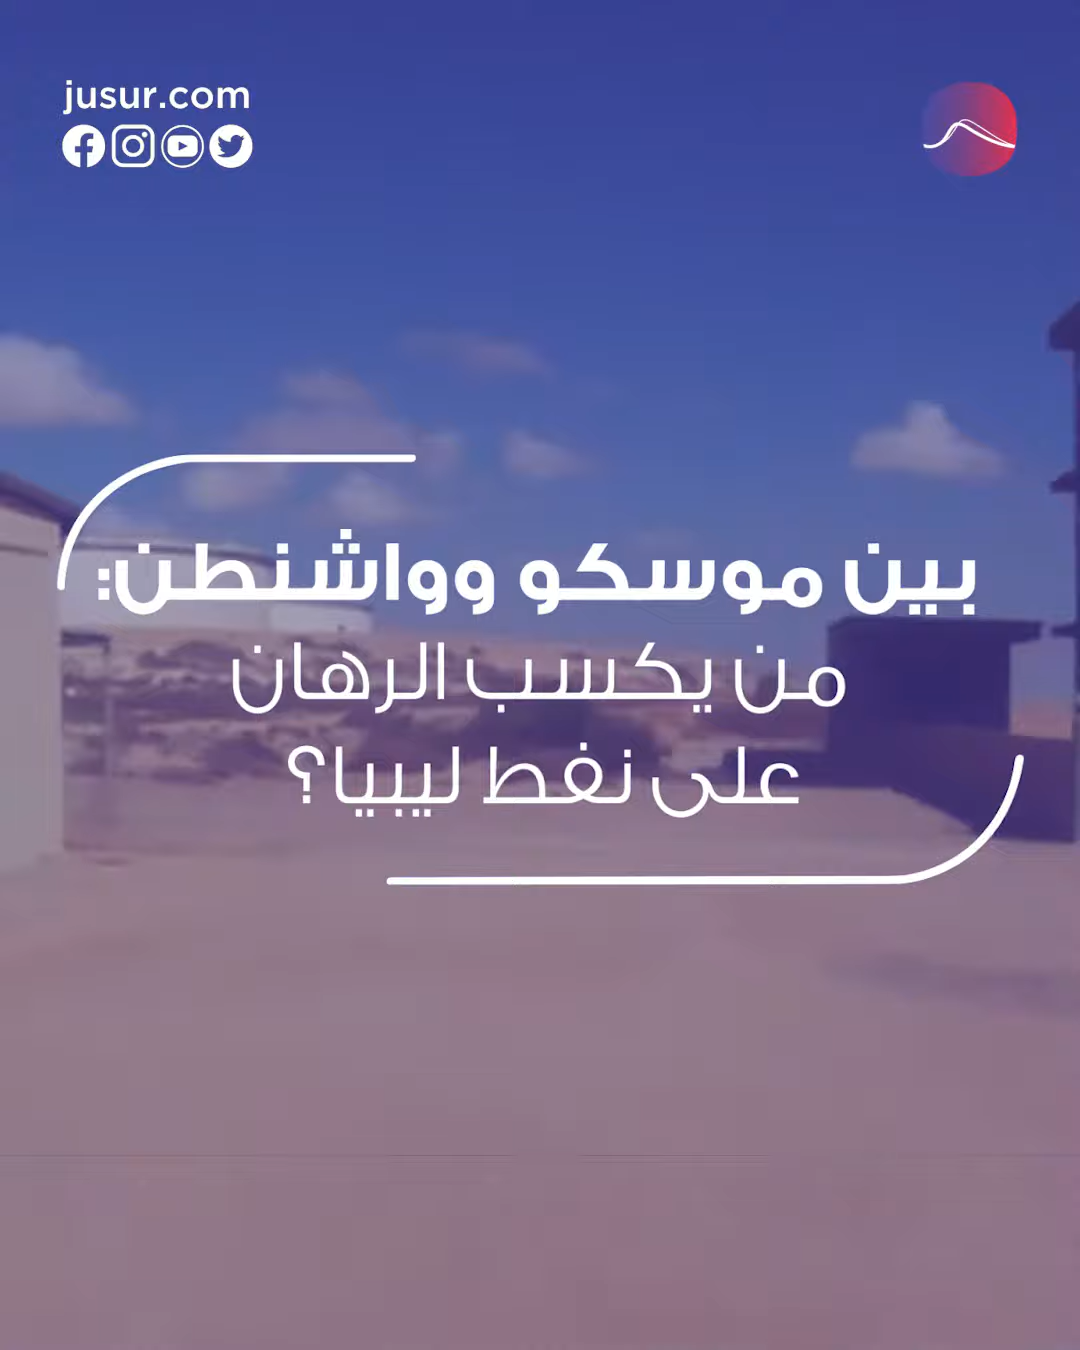 jusur.com
بين موسكو وواشنطن:
من يكسب الرهان
على نفط ليبيا؟